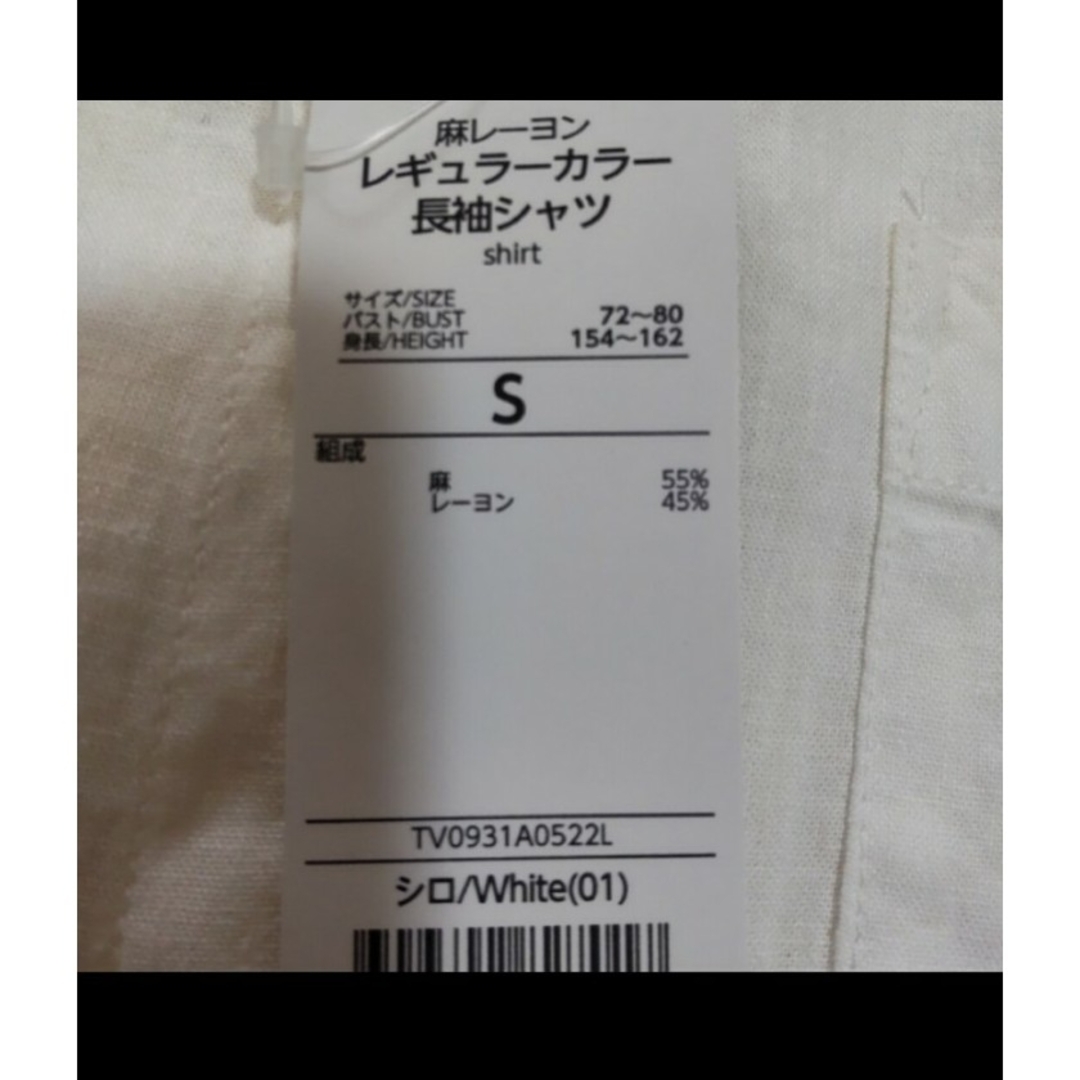 麻レーヨン
レギュラーカラー
長袖シャツ
shirt
サイズ/SIZE
バスト/BUST 72〜80
身長/HEIGHT 154〜162
S
組成
麻 55%
レーヨン 45%
TV0931A0522L
シロ/White(01)